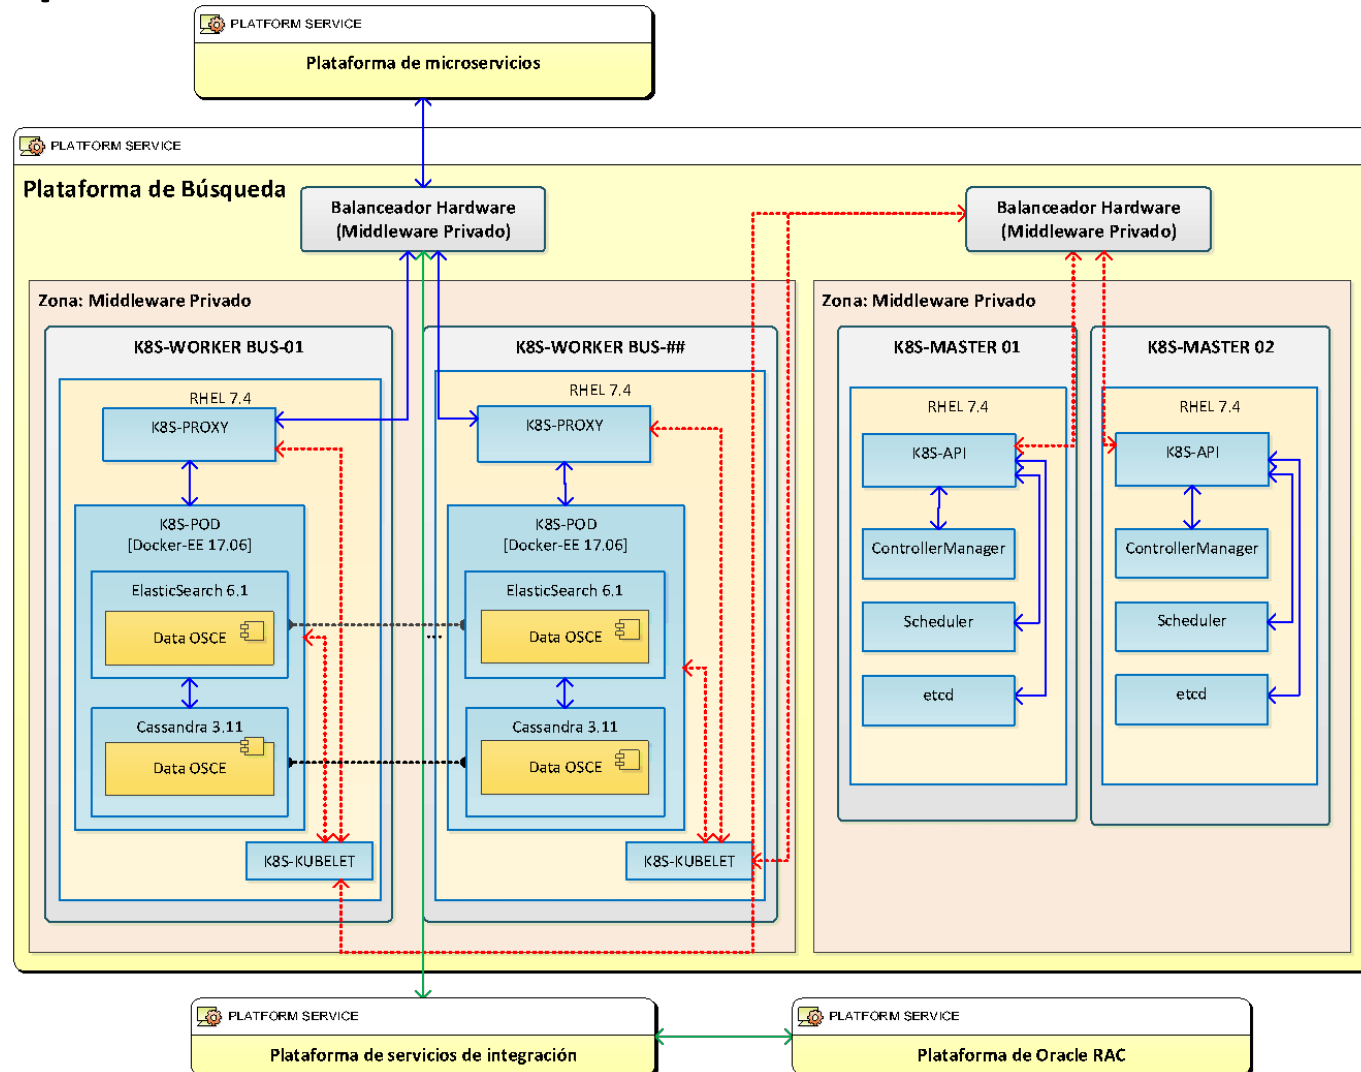 PLATFORM SERVICE
Plataforma de microservicios
PLATFORM SERVICE
Plataforma de Búsqueda
Balanceador Hardware
(Middleware Privado)
Balanceador Hardware
(Middleware Privado)
Zona: Middleware Privado
K8S-WORKER BUS-01
RHEL 7.4
K8S-PROXY
K8S-POD
[Docker-EE 17.06]
ElasticSearch 6.1
Data OSCE
Cassandra 3.11
Data OSCE
K8S-KUBELET
...
K8S-WORKER BUS-##
RHEL 7.4
K8S-PROXY
K8S-POD
[Docker-EE 17.06]
ElasticSearch 6.1
Data OSCE
Cassandra 3.11
Data OSCE
K8S-KUBELET
Zona: Middleware Privado
K8S-MASTER 01
RHEL 7.4
K8S-API
ControllerManager
Scheduler
etcd
K8S-MASTER 02
RHEL 7.4
K8S-API
ControllerManager
Scheduler
etcd
PLATFORM SERVICE
Plataforma de servicios de integración
PLATFORM SERVICE
Plataforma de Oracle RAC